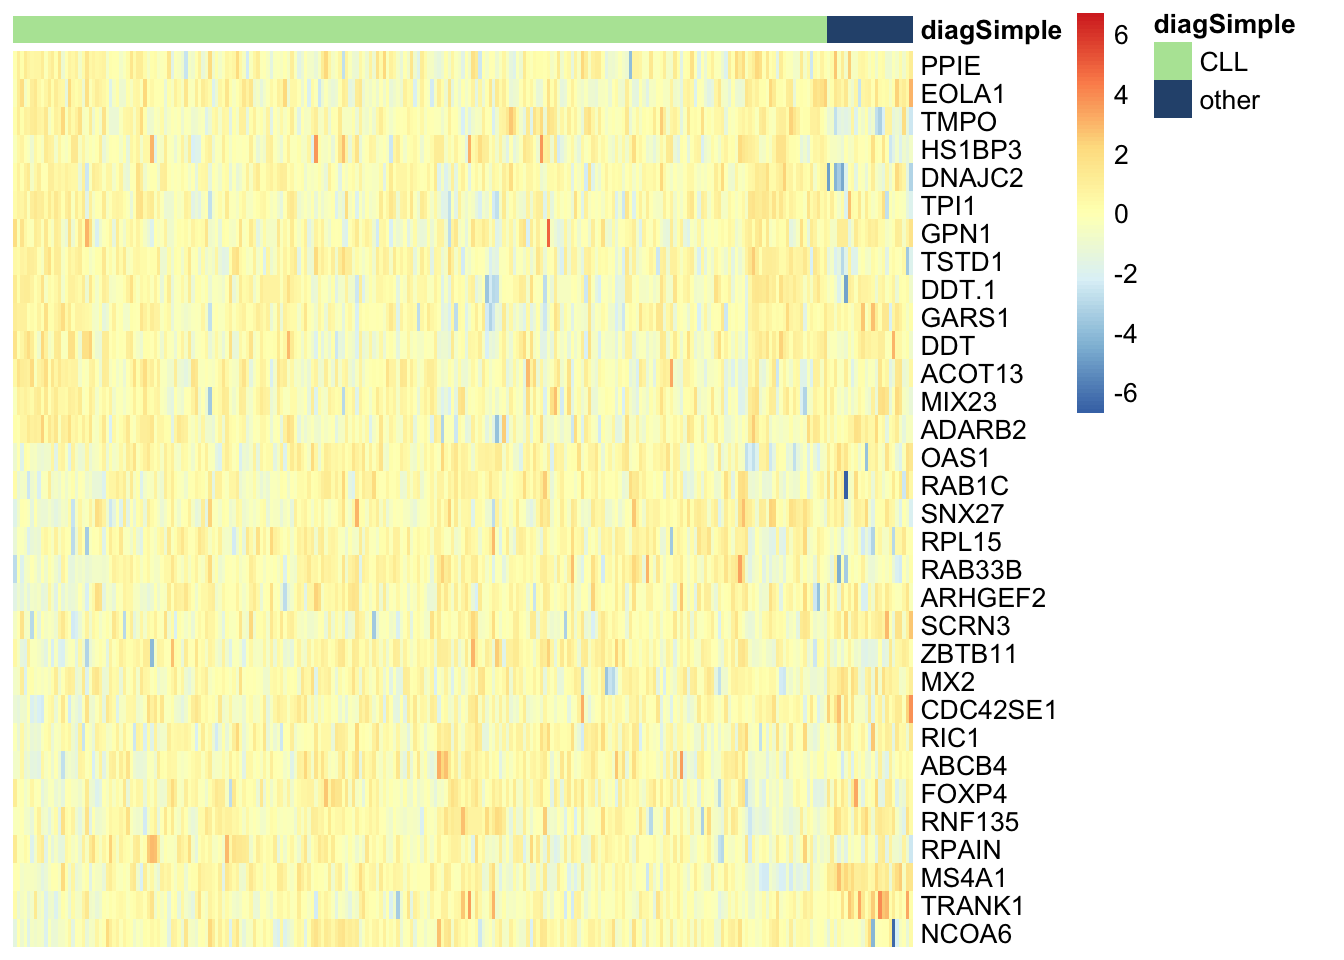 diagSimple
PPIE
EOLA1
TMPO
HS1BP3
DNAJC2
TPI1
GPN1
TSTD1
DDT.1
GARS1
DDT
ACOT13
MIX23
ADARB2
OAS1
RAB1C
SNX27
RPL15
RAB33B
ARHGEF2
SCRN3
ZBTB11
MX2
CDC42SE1
RIC1
ABCB4
FOXP4
RNF135
RPAIN
MS4A1
TRANK1
NCOA6
6
4
2
0
-2
-4
-6
diagSimple
CLL
other